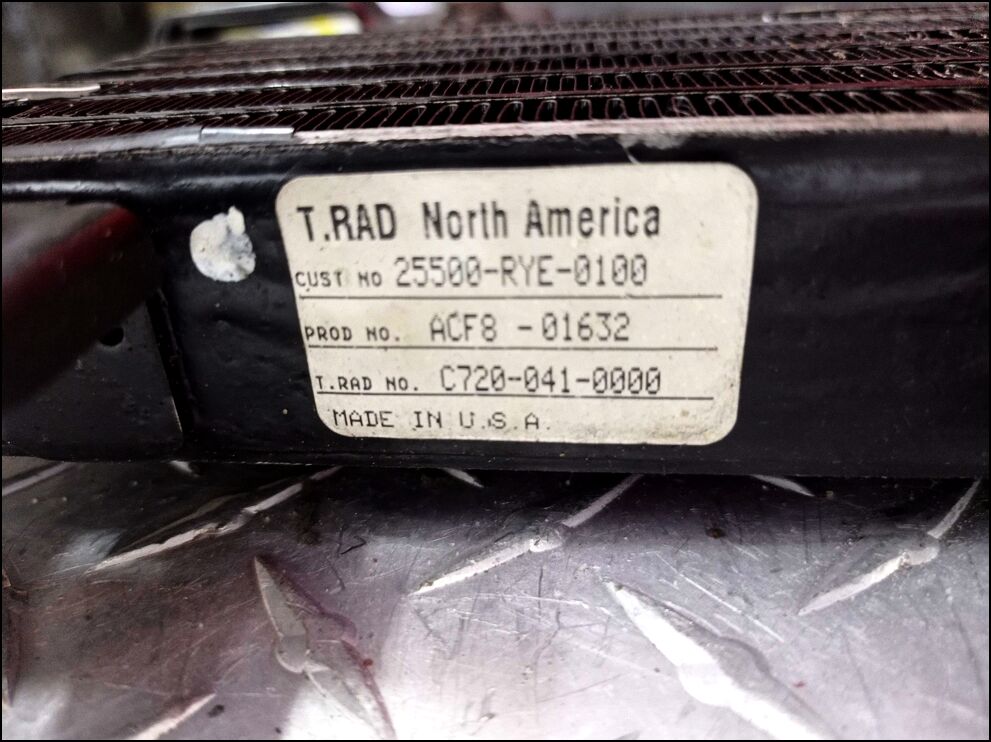 T.RAD North America
CUST NO 25500-RYE-0100
PROD NO. ACF8 -01632
T.RAD NO. C720-041-0000
MADE IN U.S.A.